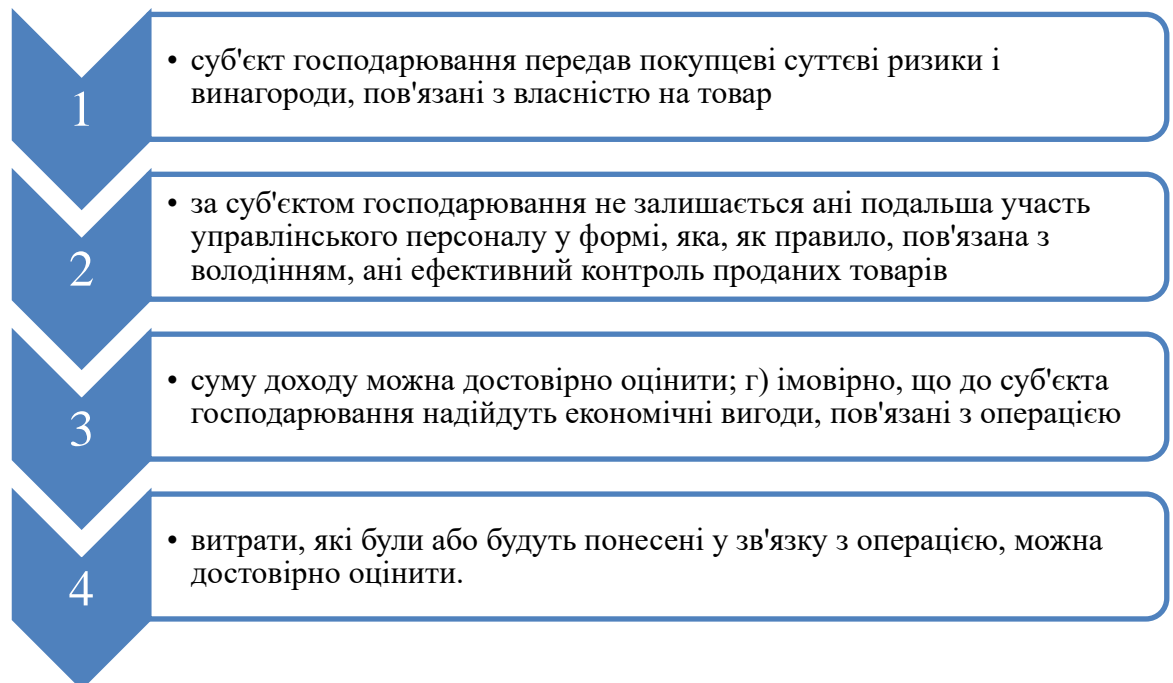 1
• суб'єкт господарювання передав покупцеві суттєві ризики і
винагороди, пов'язані з власністю на товар
2
• за суб'єктом господарювання не залишається ані подальша участь
управлінського персоналу у формі, яка, як правило, пов'язана з
володінням, ані ефективний контроль проданих товарів
3
• суму доходу можна достовірно оцінити; г) імовірно, що до суб'єкта
господарювання надійдуть економічні вигоди, пов'язані з операцією
4
• витрати, які були або будуть понесені у зв'язку з операцією, можна
достовірно оцінити.